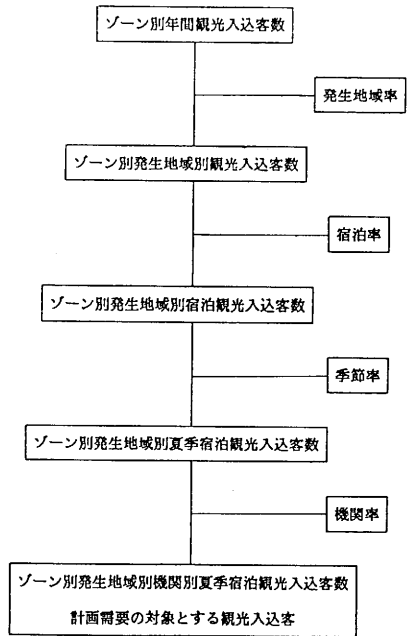 ゾーン別年間観光入込客数
発生地域率
ゾーン別発生地域別観光入込客数
宿泊率
ゾーン別発生地域別宿泊観光入込客数
季節率
ゾーン別発生地域別夏季宿泊観光入込客数
機関率
ゾーン別発生地域別機関別夏季宿泊観光入込客数
計画需要の対象とする観光入込客